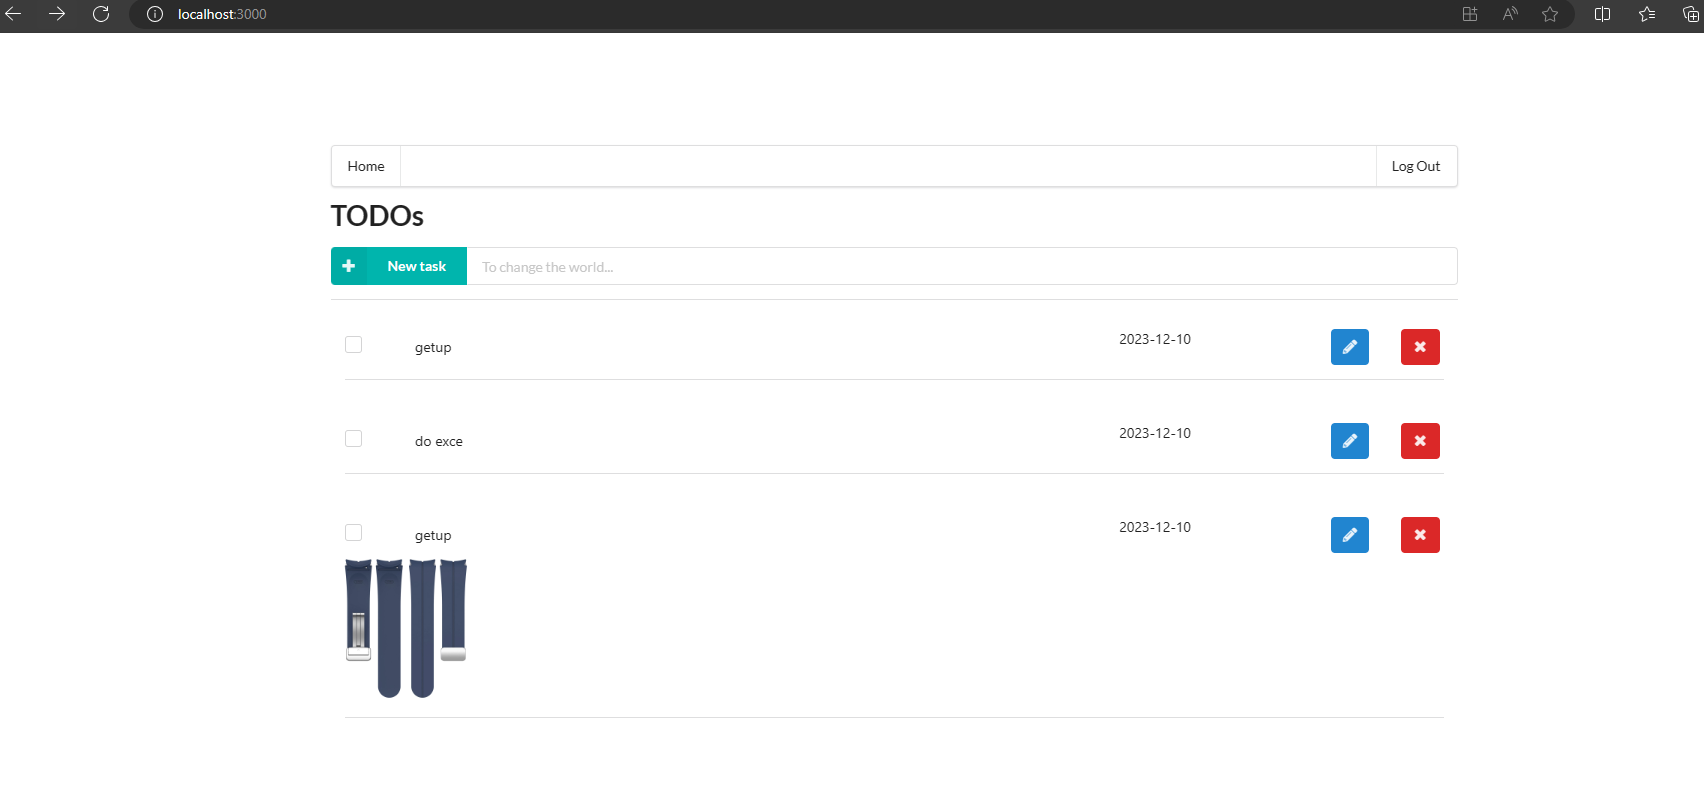 localhost:3000
Home
Log Out
TODOs
New task
To change the world...
getup
2023-12-10
do exce
2023-12-10
getup
2023-12-10